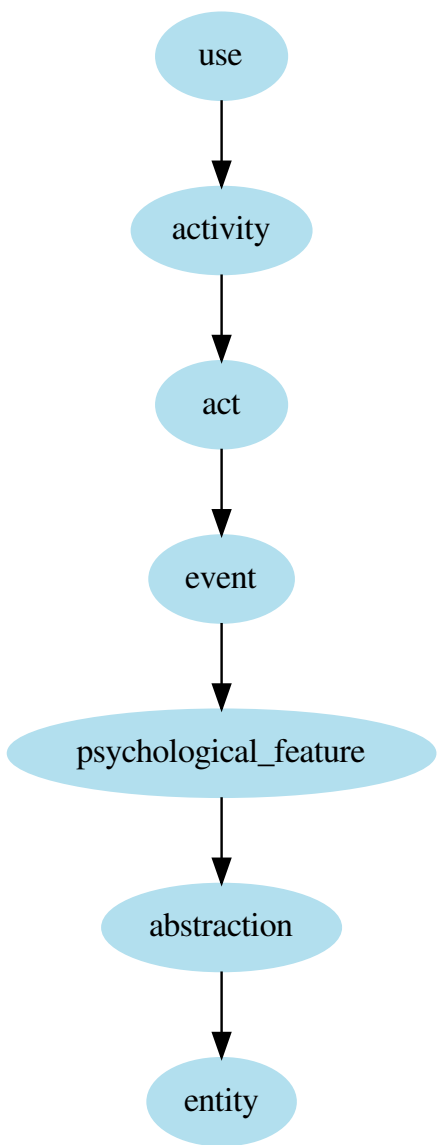 use
activity
act
event
psychological_feature
abstraction
entity